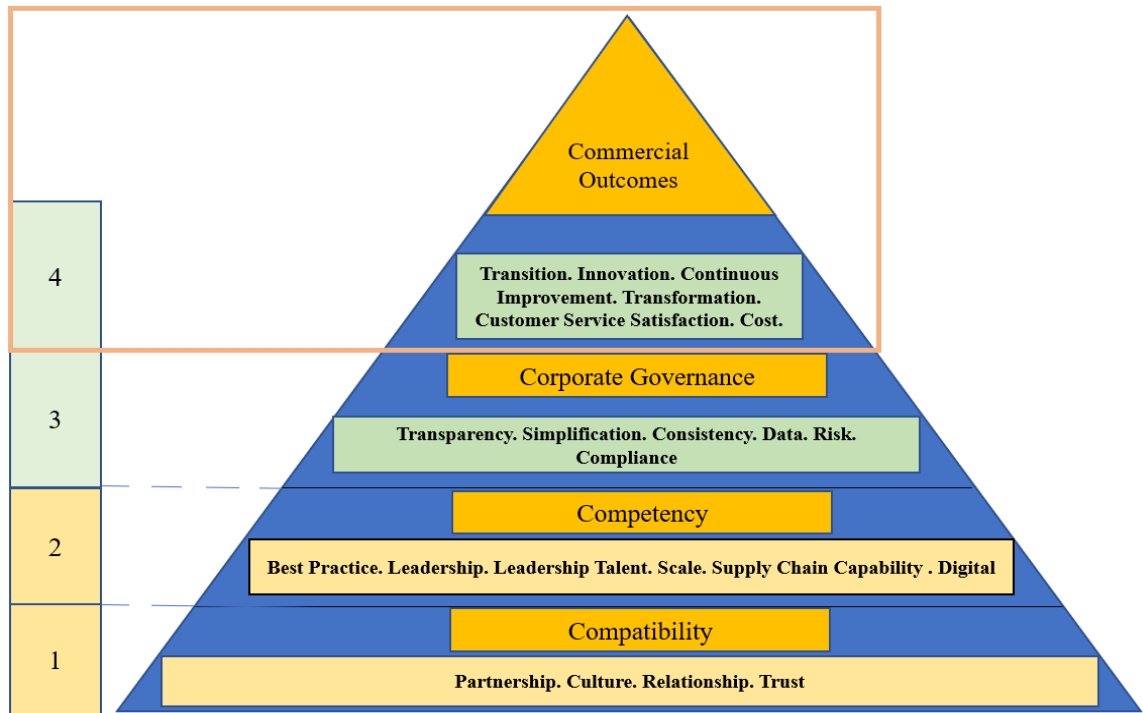 Commercial
Outcomes
4
Transition. Innovation. Continuous
Improvement. Transformation.
Customer Service Satisfaction. Cost.
Corporate Governance
3
Transparency. Simplification. Consistency. Data. Risk.
Compliance
Competency
2
Best Practice. Leadership. Leadership Talent. Scale. Supply Chain Capability . Digital
Compatibility
1
Partnership. Culture. Relationship. Trust